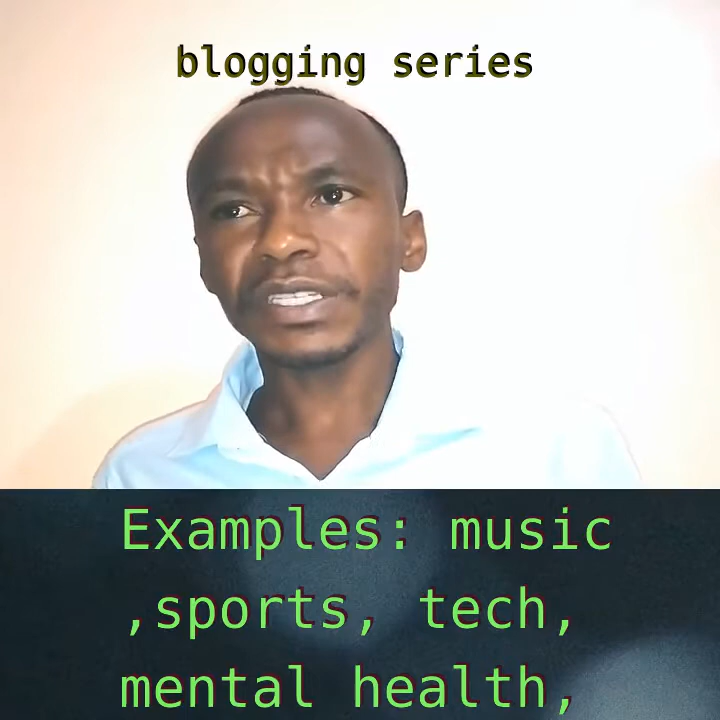 blogging series
Examples: music
,sports, tech,
mental health,